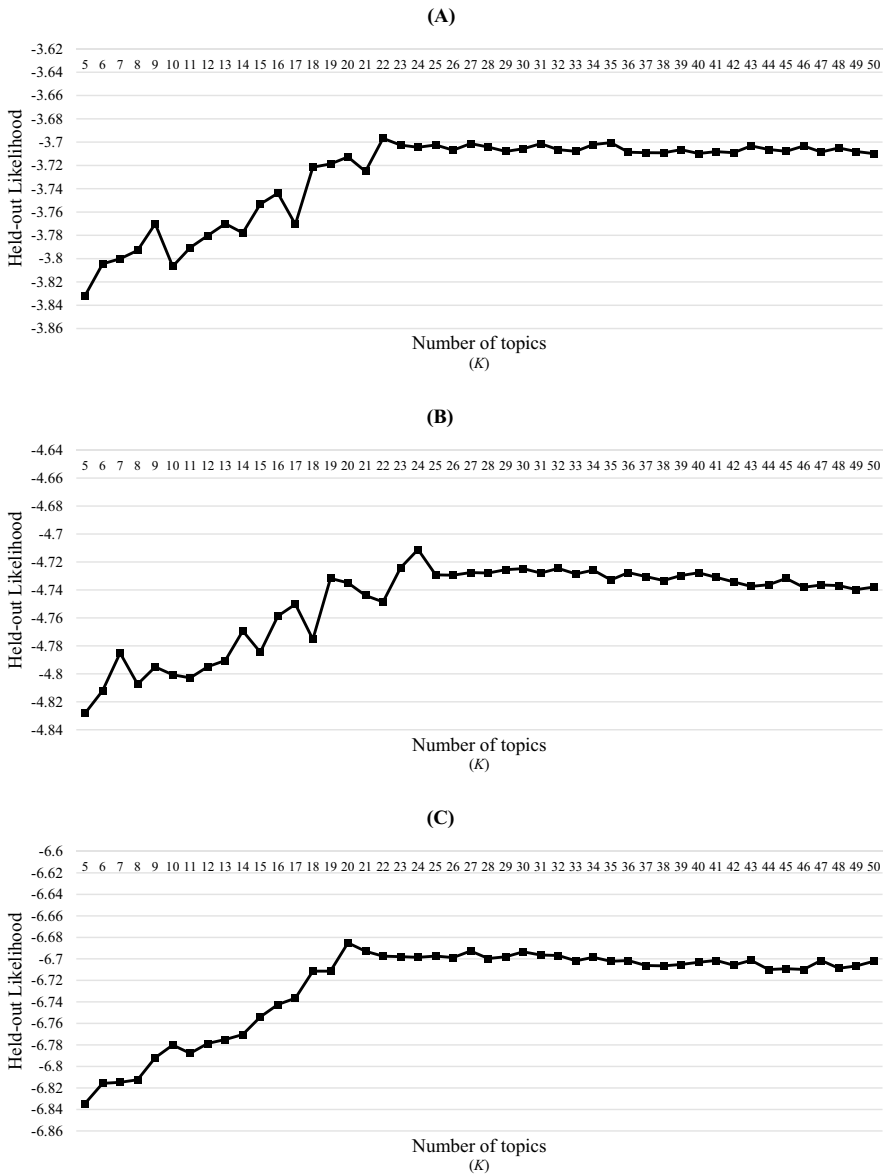 (A)
-3.62
5 6 7 8 9 10 11 12 13 14 15 16 17 18 19 20 21 22 23 24 25 26 27 28 29 30 31 32 33 34 35 36 37 38 39 40 41 42 43 44 45 46 47 48 49 50
-3.64
-3.66
-3.68
-3.7
-3.72
-3.74
-3.76
-3.78
-3.8
-3.82
-3.84
-3.86
Held-out Likelihood
Number of topics
(K)
(B)
-4.64
5 6 7 8 9 10 11 12 13 14 15 16 17 18 19 20 21 22 23 24 25 26 27 28 29 30 31 32 33 34 35 36 37 38 39 40 41 42 43 44 45 46 47 48 49 50
-4.66
-4.68
-4.7
-4.72
-4.74
-4.76
-4.78
-4.8
-4.82
-4.84
Held-out Likelihood
Number of topics
(K)
(C)
-6.6
5 6 7 8 9 10 11 12 13 14 15 16 17 18 19 20 21 22 23 24 25 26 27 28 29 30 31 32 33 34 35 36 37 38 39 40 41 42 43 44 45 46 47 48 49 50
-6.62
-6.64
-6.66
-6.68
-6.7
-6.72
-6.74
-6.76
-6.78
-6.8
-6.82
-6.84
-6.86
Held-out Likelihood
Number of topics
(K)